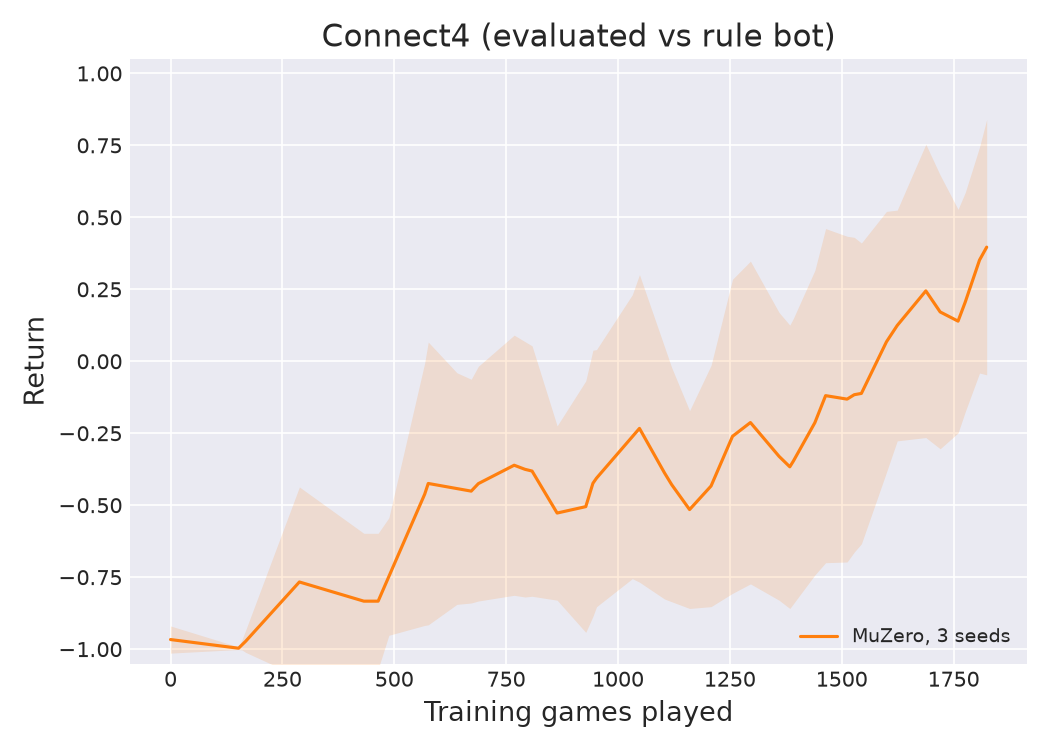 Connect4 (evaluated vs rule bot)
1.00
0.75
0.50
0.25
0.00
−0.25
−0.50
−0.75
−1.00
Return
MuZero, 3 seeds
0 250 500 750 1000 1250 1500 1750
Training games played